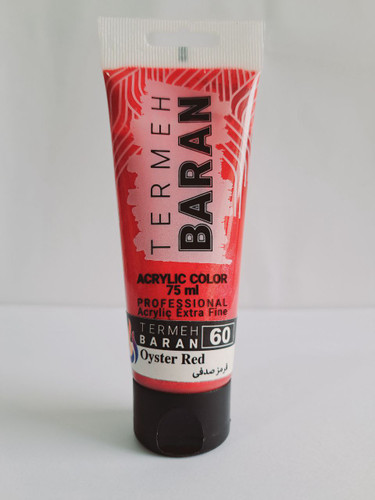 TERMEH
BARAN
ACRYLIC COLOR
75 ml
PROFESSIONAL
Acrylic Extra Fine
TERMEH
BARAN 60
Oyster Red
قرمز صدفی